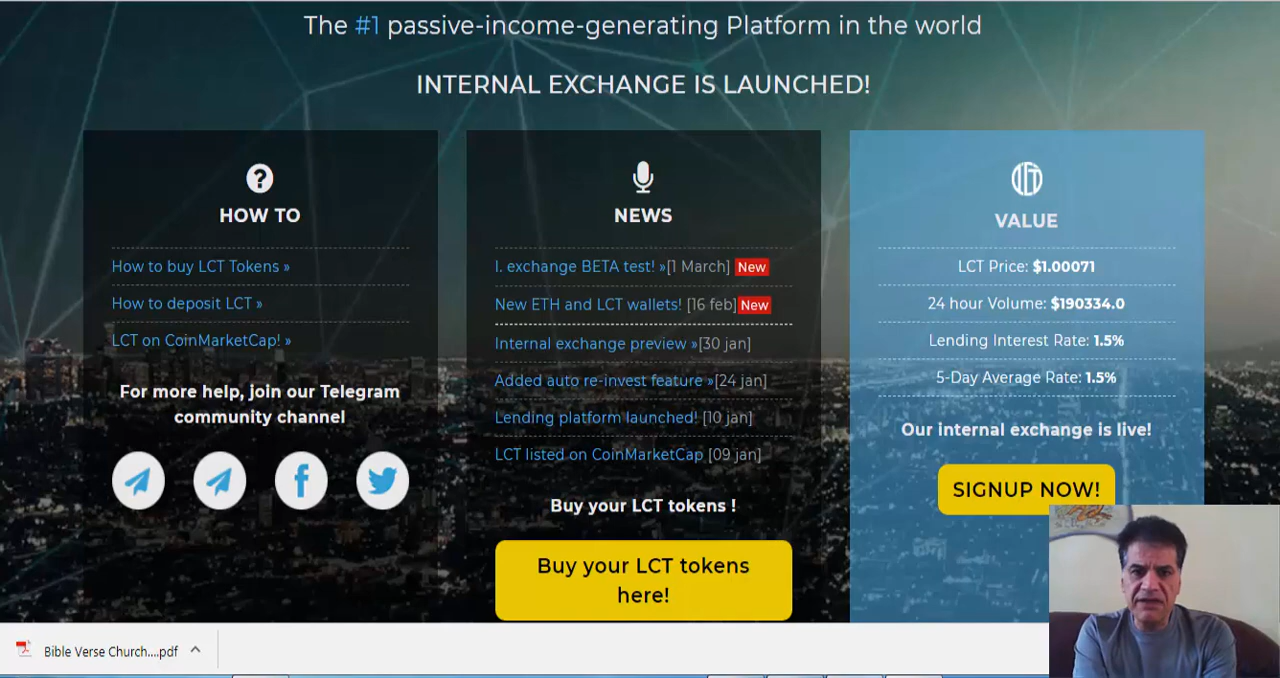 The #1 passive-income-generating Platform in the world
INTERNAL EXCHANGE IS LAUNCHED!
HOW TO
How to buy LCT Tokens »
How to deposit LCT »
LCT on CoinMarketCap! »
For more help, join our Telegram
community channel
NEWS
I. exchange BETA test! »[1 March] New
New ETH and LCT wallets! [16 feb] New
Internal exchange preview »[30 jan]
Added auto re-invest feature »[24 jan]
Lending platform launched! [10 jan]
LCT listed on CoinMarketCap [09 jan]
Buy your LCT tokens !
Buy your LCT tokens
here!
LCT
VALUE
LCT Price: $1.00071
24 hour Volume: $190334.0
Lending Interest Rate: 1.5%
5-Day Average Rate: 1.5%
Our internal exchange is live!
SIGNUP NOW!
Bible Verse Church....pdf